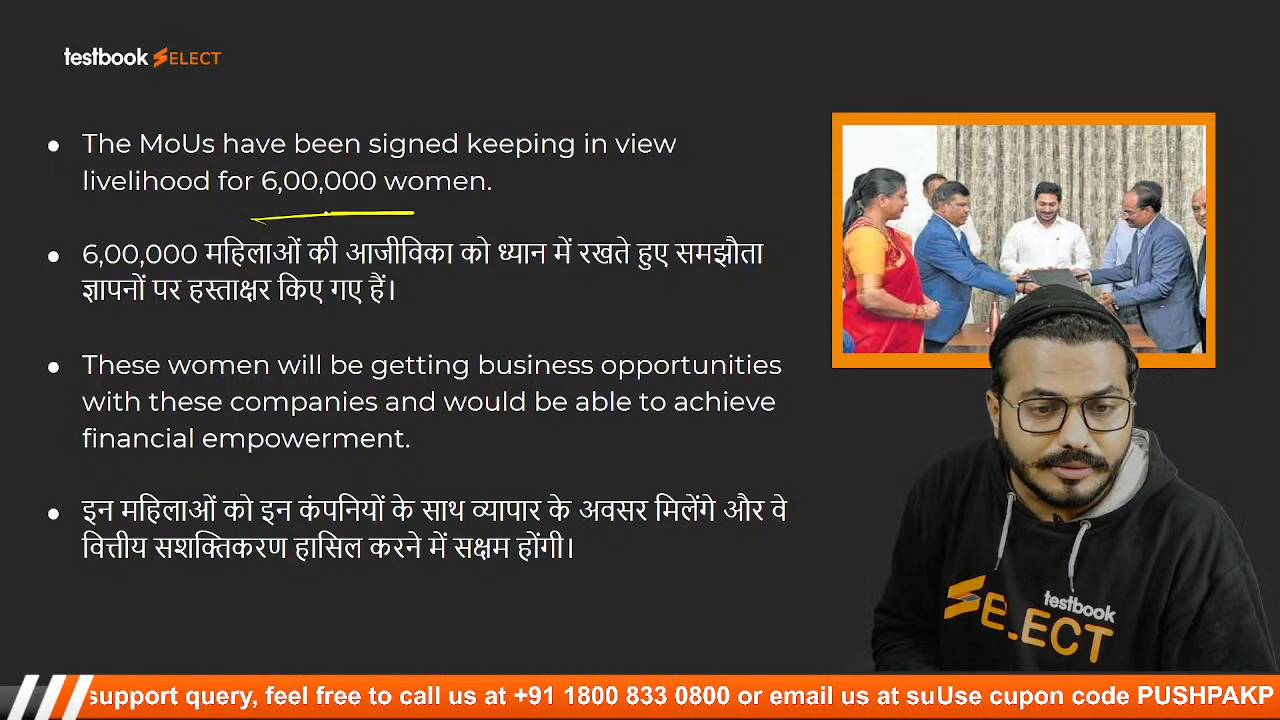 testbook SELECT
The MoUs have been signed keeping in view
livelihood for 6,00,000 women.
6,00,000 महिलाओं की आजीविका को ध्यान में रखते हुए समझौता
ज्ञापनों पर हस्ताक्षर किए गए हैं।
These women will be getting business opportunities
with these companies and would be able to achieve
financial empowerment.
इन महिलाओं को इन कंपनियों के साथ व्यापार के अवसर मिलेंगे और वे
वित्तीय सशक्तिकरण हासिल करने में सक्षम होंगी।
testbook
SELECT
support query, feel free to call us at +91 1800 833 0800 or email us at suUse cupon code PUSHPAKP